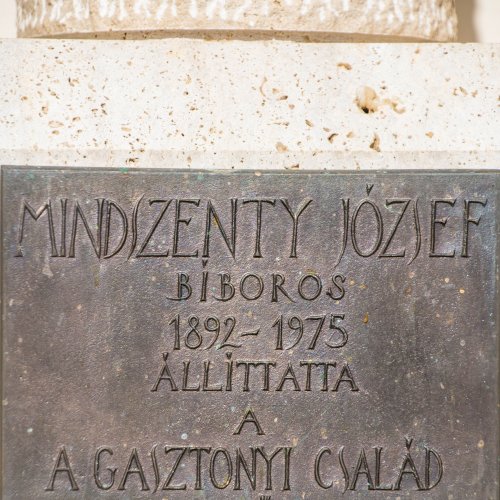 MINDSZENTY JÓZSEF
BÍBOROS
1892-1975
ÁLLÍTTATTA
A
A GASZTONYI CSALÁD